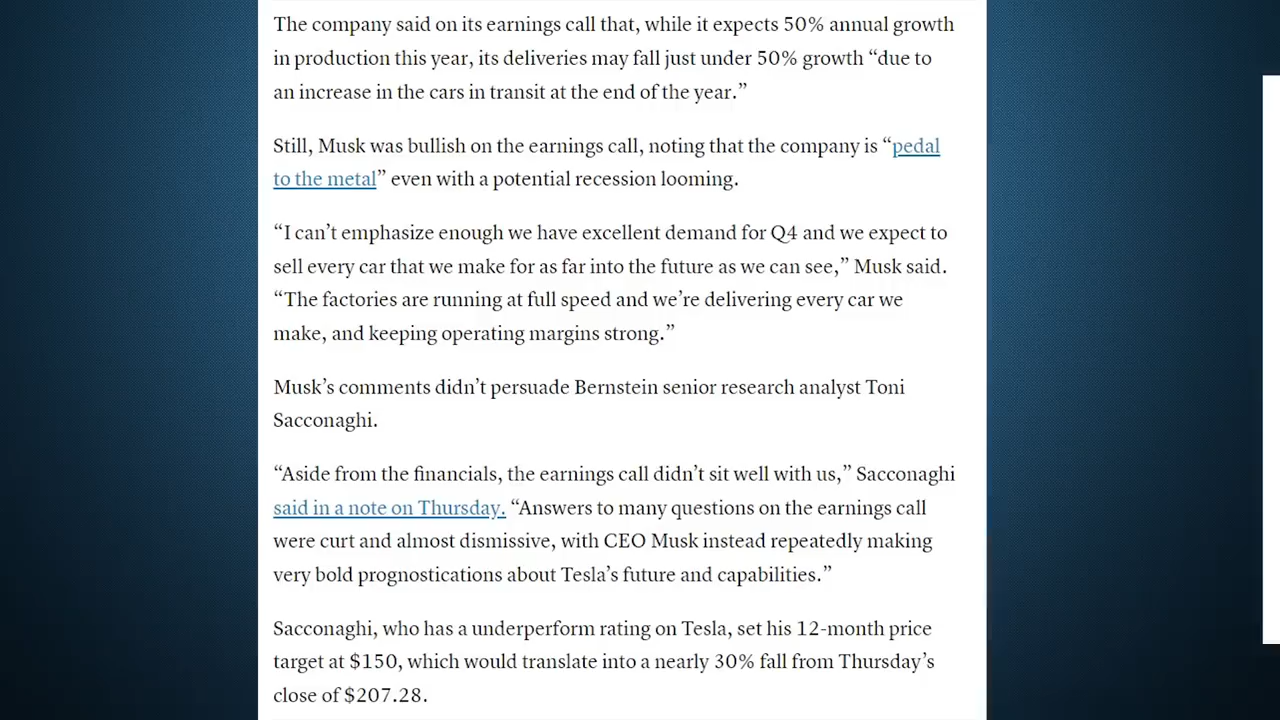 The company said on its earnings call that, while it expects 50% annual growth
in production this year, its deliveries may fall just under 50% growth “due to
an increase in the cars in transit at the end of the year.”
Still, Musk was bullish on the earnings call, noting that the company is “pedal
to the metal” even with a potential recession looming.
“I can’t emphasize enough we have excellent demand for Q4 and we expect to
sell every car that we make for as far into the future as we can see,” Musk said.
“The factories are running at full speed and we’re delivering every car we
make, and keeping operating margins strong.”
Musk’s comments didn’t persuade Bernstein senior research analyst Toni
Sacconaghi.
“Aside from the financials, the earnings call didn’t sit well with us,” Sacconaghi
said in a note on Thursday. “Answers to many questions on the earnings call
were curt and almost dismissive, with CEO Musk instead repeatedly making
very bold prognostications about Tesla’s future and capabilities.”
Sacconaghi, who has a underperform rating on Tesla, set his 12-month price
target at $150, which would translate into a nearly 30% fall from Thursday’s
close of $207.28.